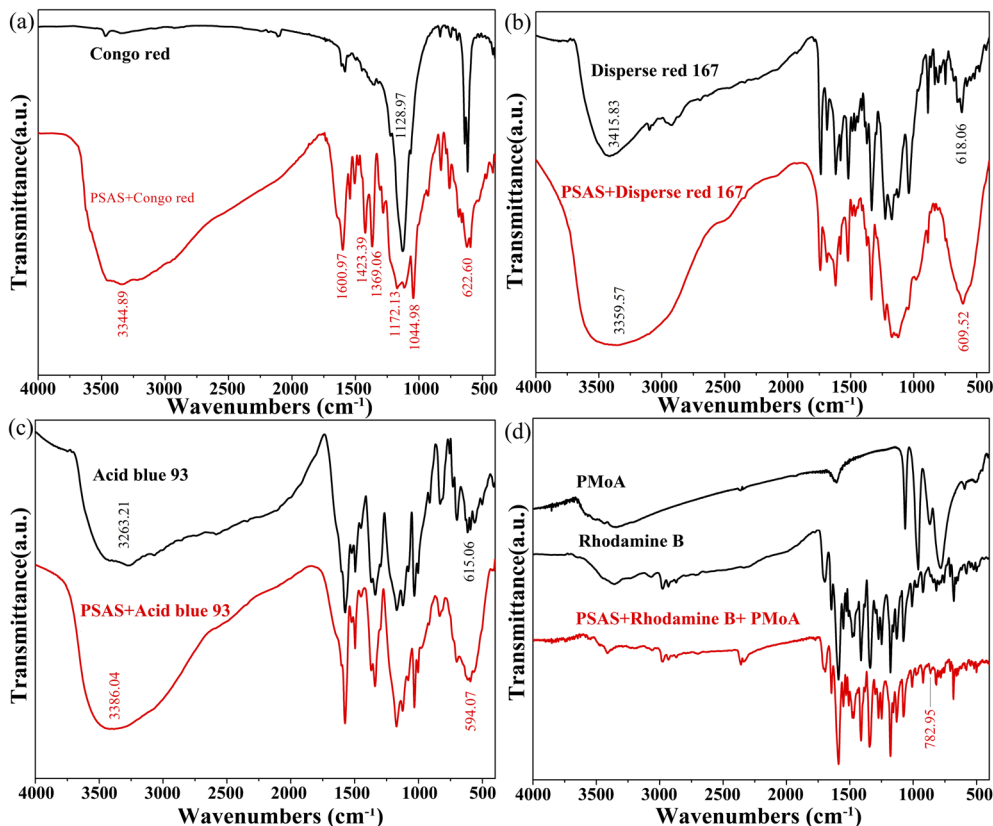 (a)
Congo red
1128.97
PSAS+Congo red
3344.89
1600.97
1423.39
1369.06
1172.13
1044.98
622.60
Transmittance(a.u.)
4000 3500 3000 2500 2000 1500 1000 500
Wavenumbers (cm⁻¹)
(b)
Disperse red 167
3415.83
618.06
PSAS+Disperse red 167
3359.57
609.52
Transmittance(a.u.)
4000 3500 3000 2500 2000 1500 1000 500
Wavenumbers (cm⁻¹)
(c)
Acid blue 93
3263.21
615.06
PSAS+Acid blue 93
3386.04
594.07
Transmittance(a.u.)
4000 3500 3000 2500 2000 1500 1000 500
Wavenumbers (cm⁻¹)
(d)
PMoA
Rhodamine B
PSAS+Rhodamine B+ PMoA
782.95
Transmittance(a.u.)
4000 3500 3000 2500 2000 1500 1000 500
Wavenumbers (cm⁻¹)